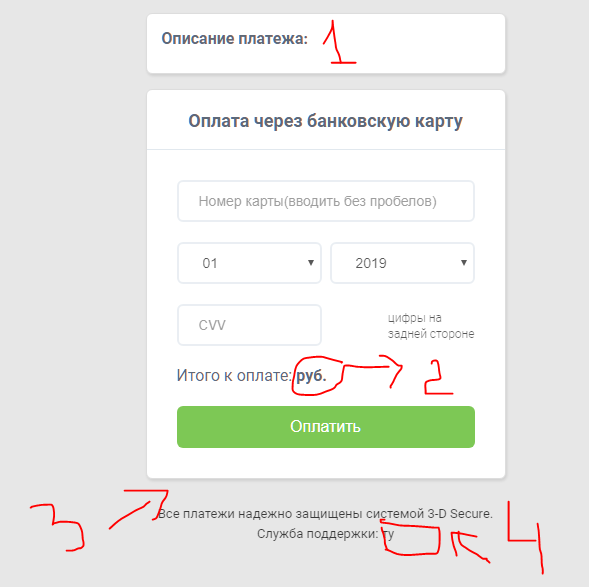 Описание платежа: 1
Оплата через банковскую карту
Номер карты(вводить без пробелов)
01 2019
CVV
цифры на
задней стороне
Итого к оплате: руб. 2
Оплатить
3 4
Все платежи надежно защищены системой 3-D Secure.
Служба поддержки: ту